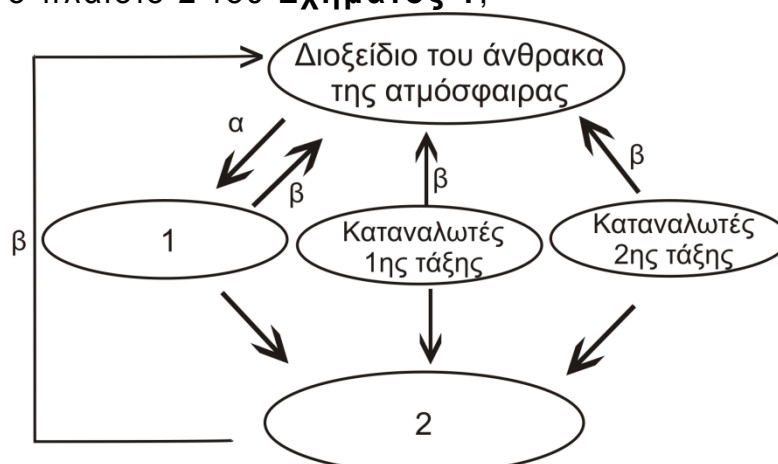 Διοξείδιο του άνθρακα
της ατμόσφαιρας
α
β
β
β
β
1
Καταναλωτές
1ης τάξης
Καταναλωτές
2ης τάξης
2